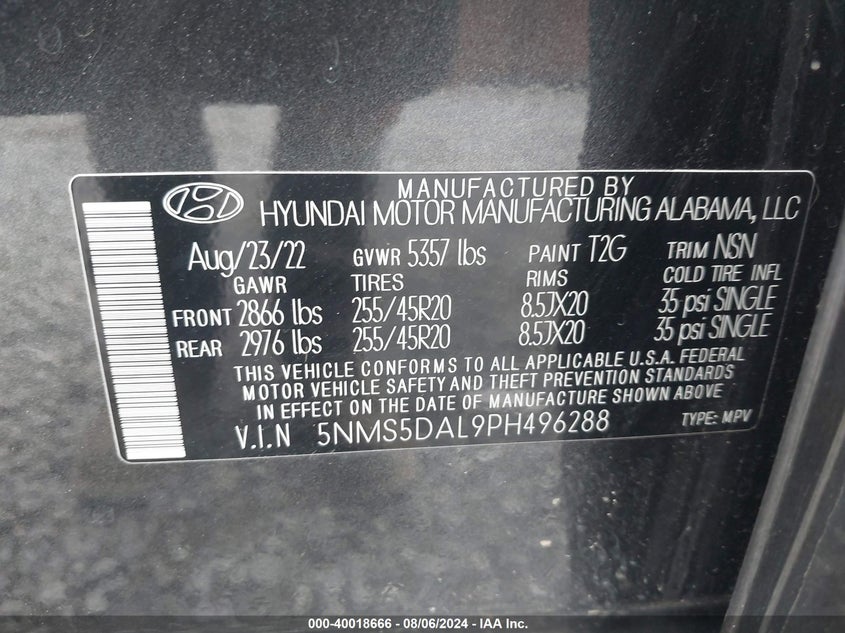 MANUFACTURED BY
HYUNDAI MOTOR MANUFACTURING ALABAMA, LLC
Aug/23/22 GVWR 5357 lbs PAINT T2G TRIM NSN
GAWR TIRES RIMS COLD TIRE INFL
FRONT 2866 lbs 255/45R20 8.5JX20 35 psi SINGLE
REAR 2976 lbs 255/45R20 8.5JX20 35 psi SINGLE
THIS VEHICLE CONFORMS TO ALL APPLICABLE U.S.A. FEDERAL
MOTOR VEHICLE SAFETY AND THEFT PREVENTION STANDARDS
IN EFFECT ON THE DATE OF MANUFACTURE SHOWN ABOVE
V.I.N 5NMS5DAL9PH496288 TYPE: MPV
000-40018666 - 08/06/2024 - IAA Inc.